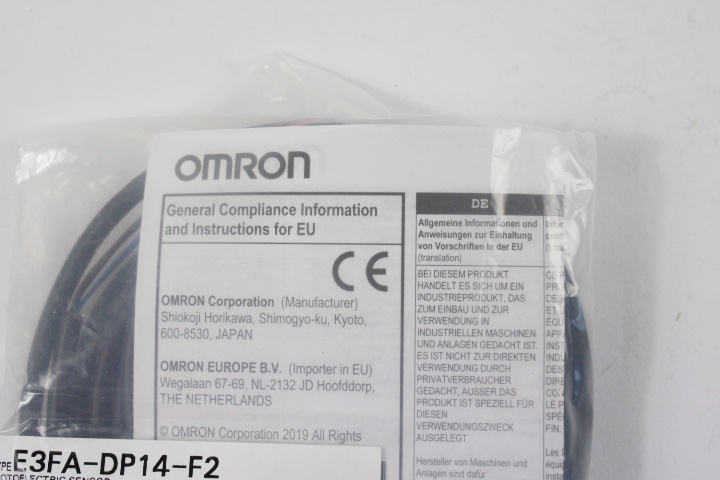 OMRON
General Compliance Information
and Instructions for EU
CE
OMRON Corporation (Manufacturer)
Shiokoji Horikawa, Shimogyo-ku, Kyoto,
600-8530, JAPAN
OMRON EUROPE B.V. (Importer in EU)
Wegalaan 67-69, NL-2132 JD Hoofddorp,
THE NETHERLANDS
© OMRON Corporation 2019 All Rights
DE
Allgemeine Informationen und
Anweisungen zur Einhaltung
von Vorschriften in der EU
(translation)
BEI DIESEM PRODUKT
HANDELT ES SICH UM EIN
INDUSTRIEPRODUKT, DAS
ZUM EINBAU UND ZUR
VERWENDUNG IN
INDUSTRIELLEN MASCHINEN
UND ANLAGEN GEDACHT IST.
ES IST NICHT ZUR DIREKTEN
VERWENDUNG DURCH
PRIVATVERBRAUCHER
GEDACHT, AUSSER DAS
PRODUKT IST SPEZIELL FÜR
DIESEN
VERWENDUNGSZWECK
AUSGELEGT.
Hersteller von Maschinen und
Anlagen sind dafür
E3FA-DP14-F2